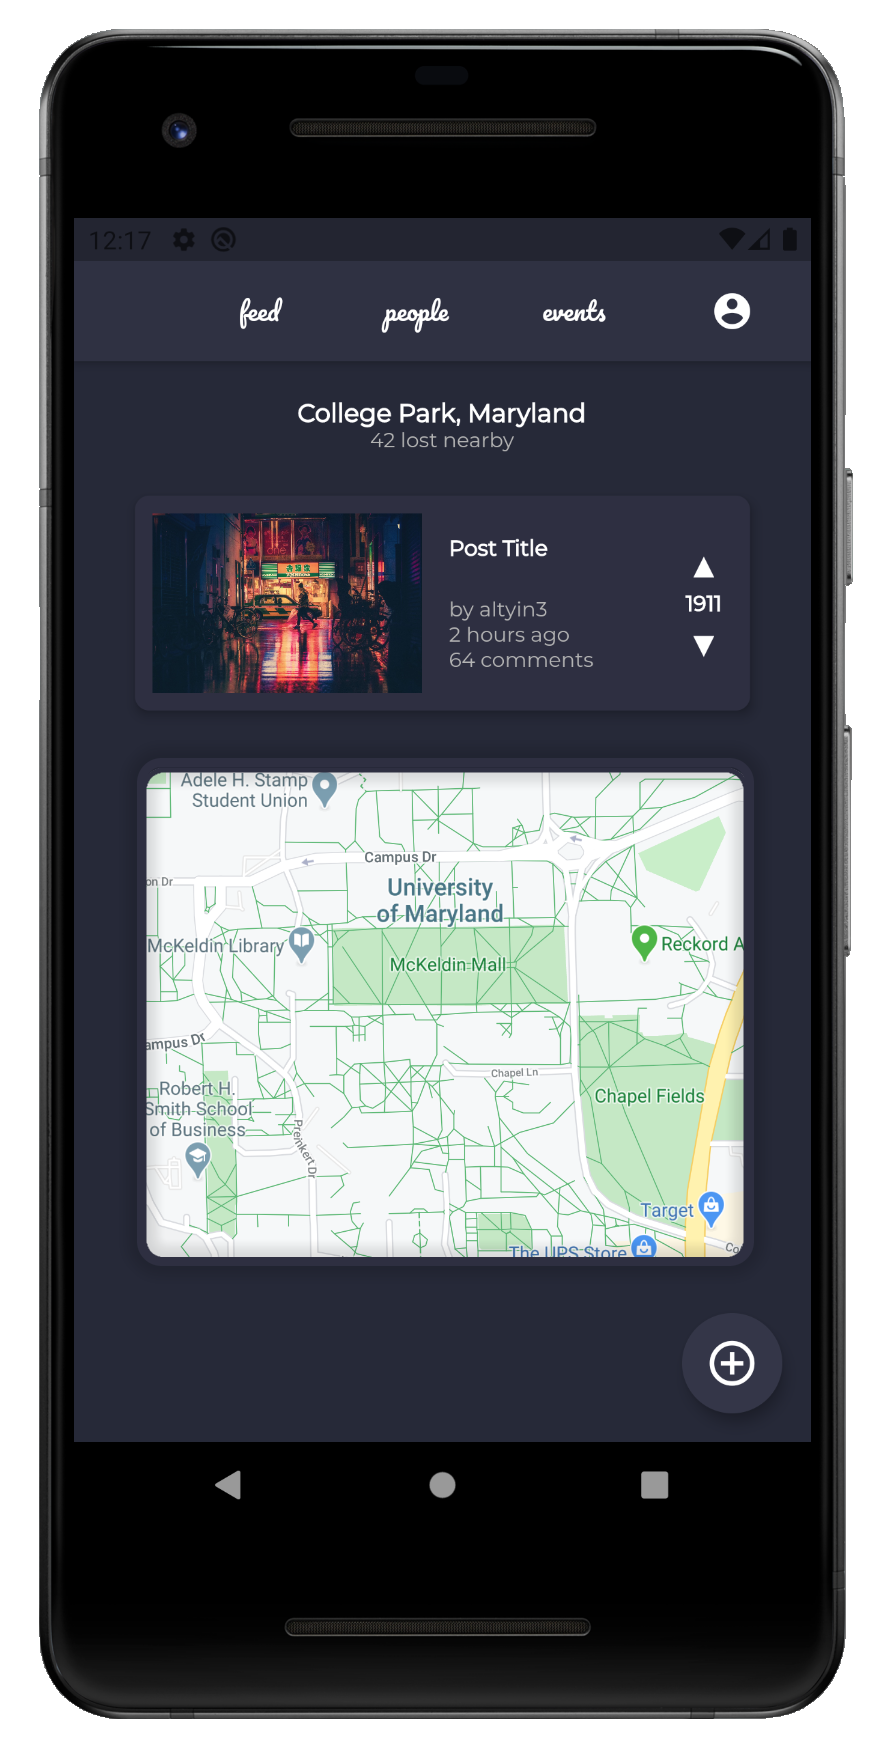 12:17
feed people events
College Park, Maryland
42 lost nearby
Post Title
by altyin3
2 hours ago
64 comments
1911
Adele H. Stamp
Student Union
Campus Dr
on Dr
University
of Maryland
McKeldin Library
McKeldin Mall
Reckord A
ampus Dr
Chapel Ln
Robert H.
Smith School
of Business
Chapel Fields
Preinkert Dr
Target
The UPS Store
Co